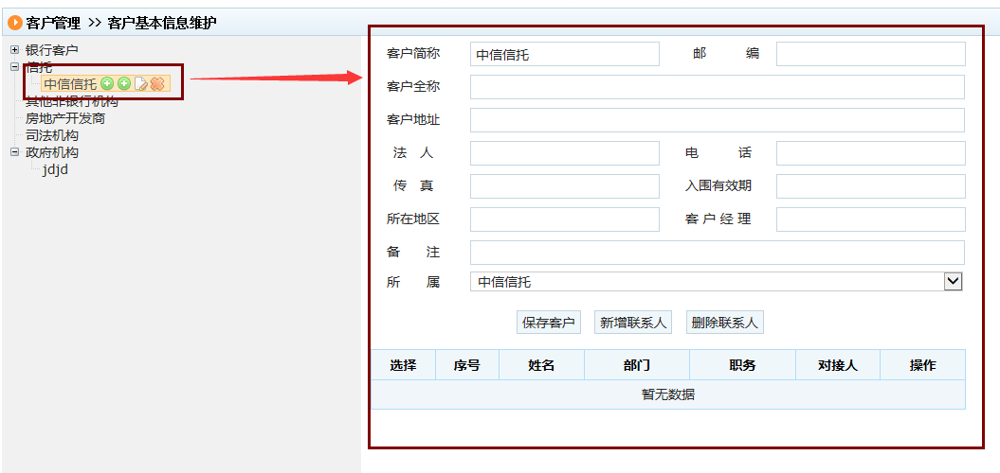 客户管理 >> 客户基本信息维护
银行客户
信托
中信信托
其他非银行机构
房地产开发商
司法机构
政府机构
jdjd
客户简称 中信信托 邮 编
客户全称
客户地址
法 人 电 话
传 真 入围有效期
所在地区 客 户 经 理
备 注
所 属 中信信托
保存客户 新增联系人 删除联系人
选择 序号 姓名 部门 职务 对接人 操作
暂无数据